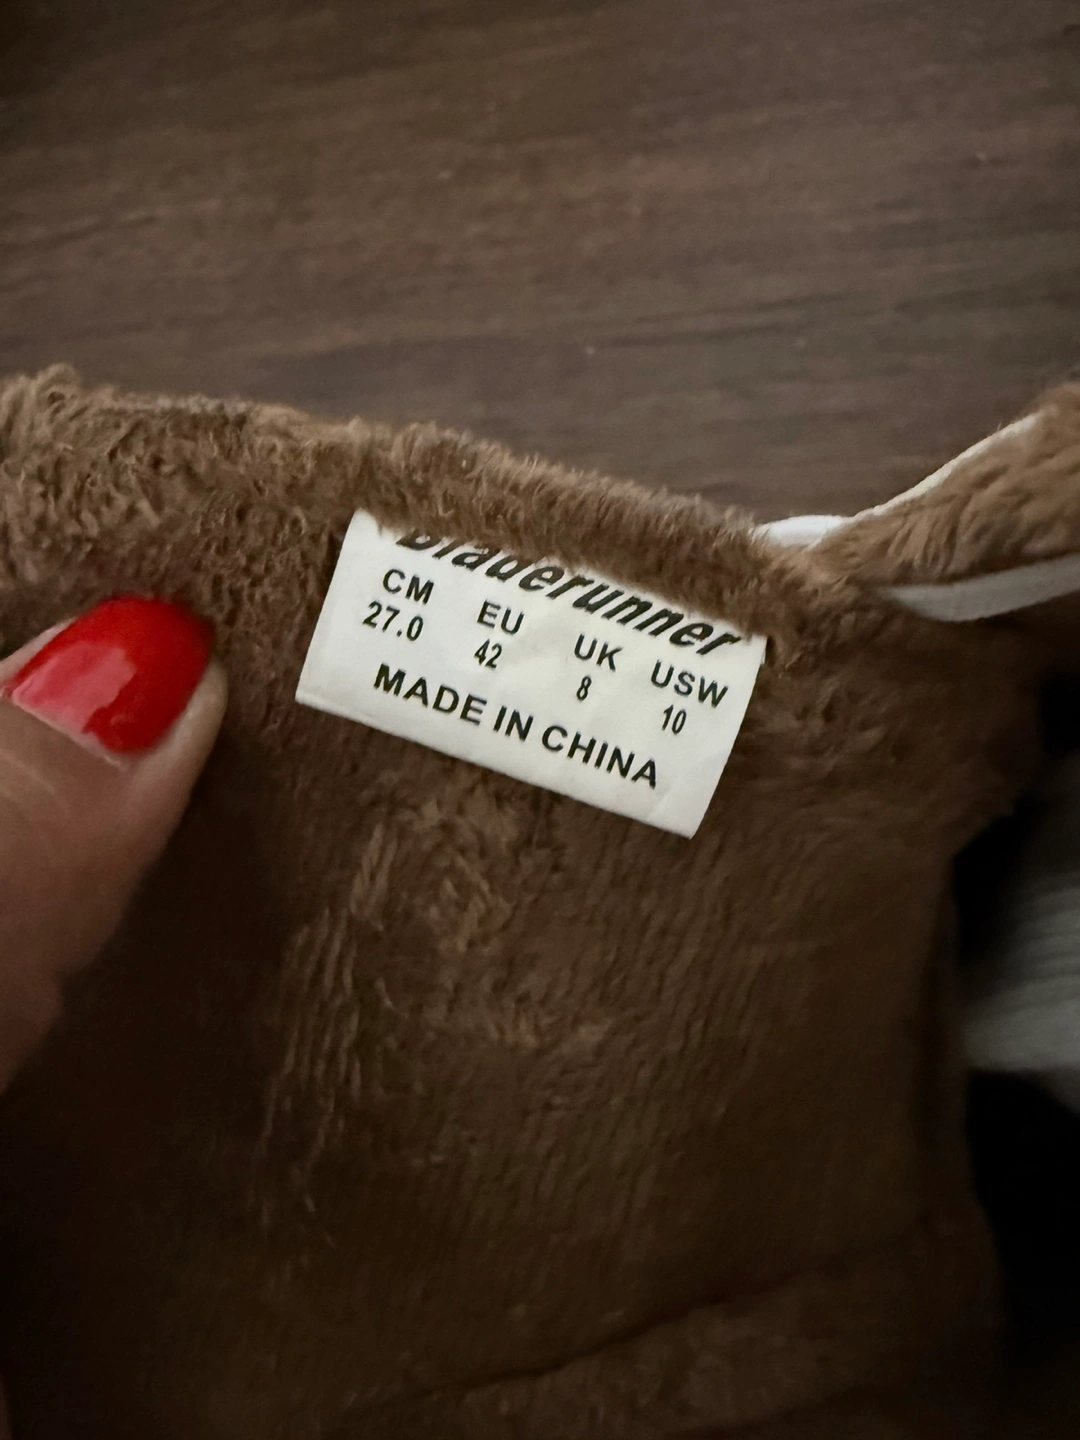 Bladerunner
CM EU UK USW
27.0 42 8 10
MADE IN CHINA